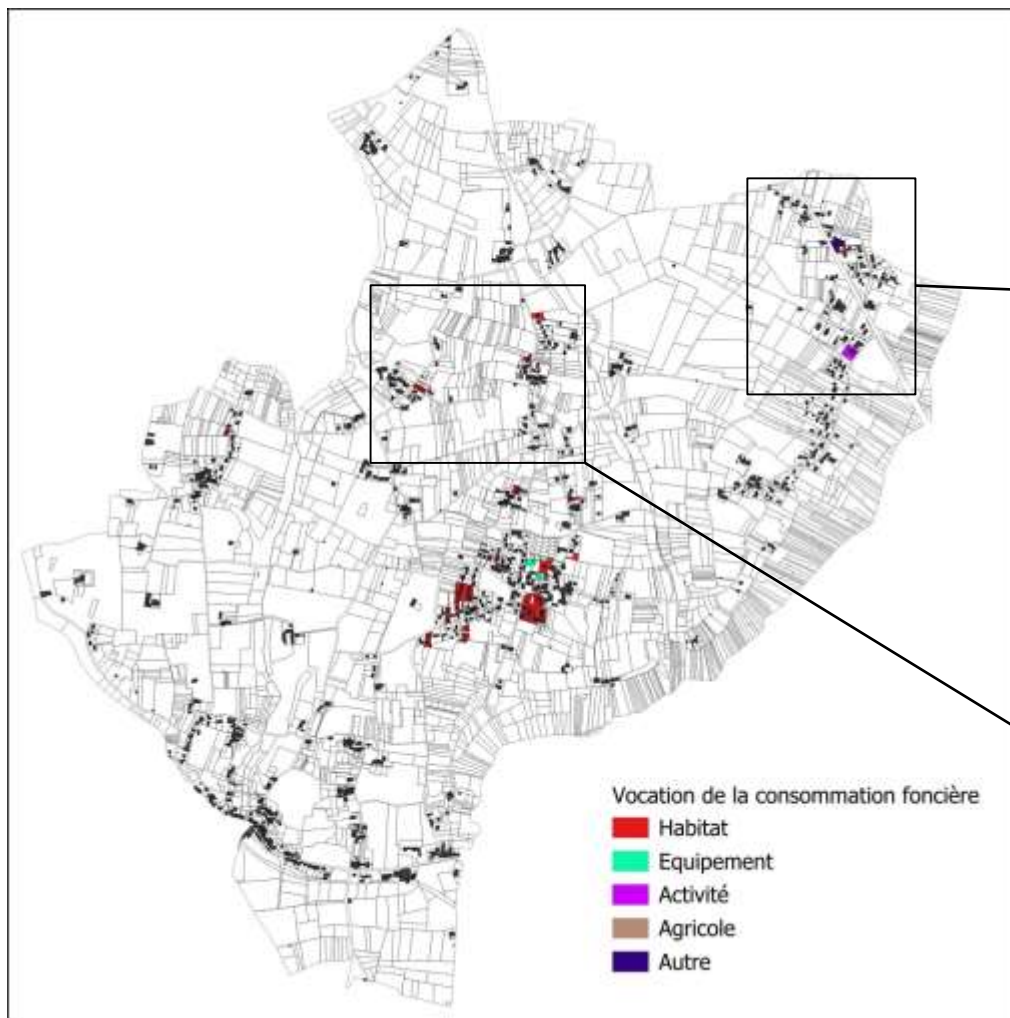 Vocation de la consommation foncière
Habitat
Equipement
Activité
Agricole
Autre